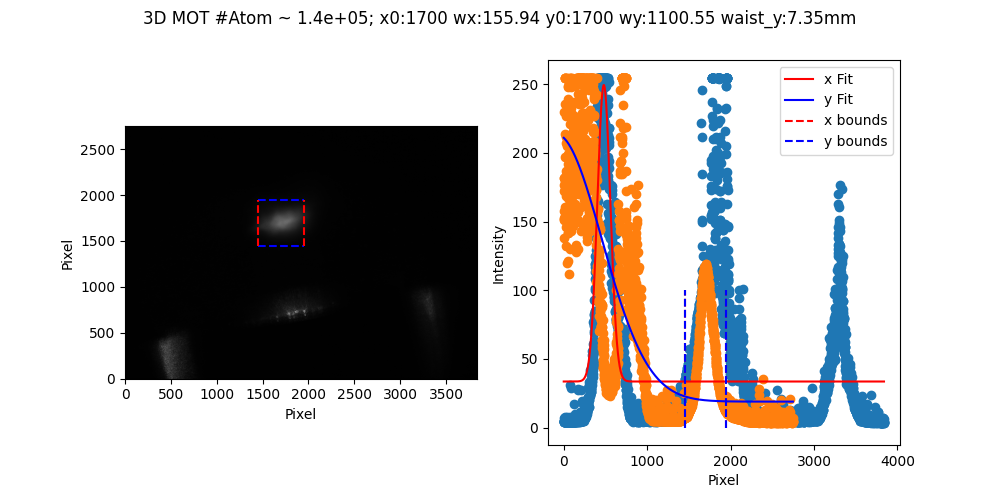 3D MOT #Atom ~ 1.4e+05; x0:1700 wx:155.94 y0:1700 wy:1100.55 waist_y:7.35mm
2500
2000
1500
1000
500
0
Pixel
0 500 1000 1500 2000 2500 3000 3500
Pixel
250
200
150
100
50
0
Intensity
0 1000 2000 3000 4000
Pixel
x Fit
y Fit
x bounds
y bounds